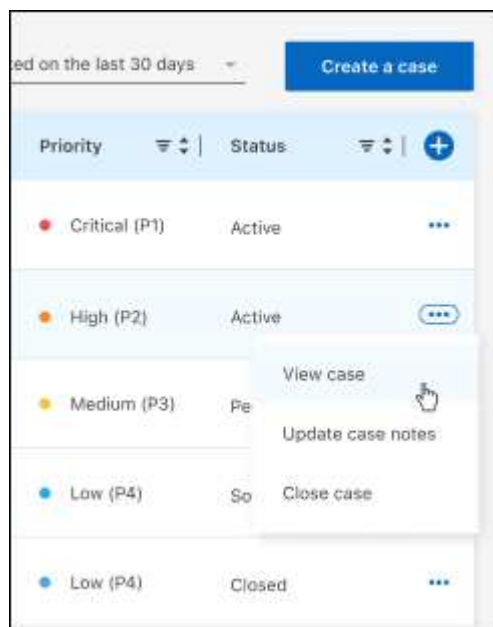 ted on the last 30 days
Create a case
Priority Status
Critical (P1) Active
High (P2) Active
View case
Medium (P3) Pe
Update case notes
Low (P4) So
Close case
Low (P4) Closed